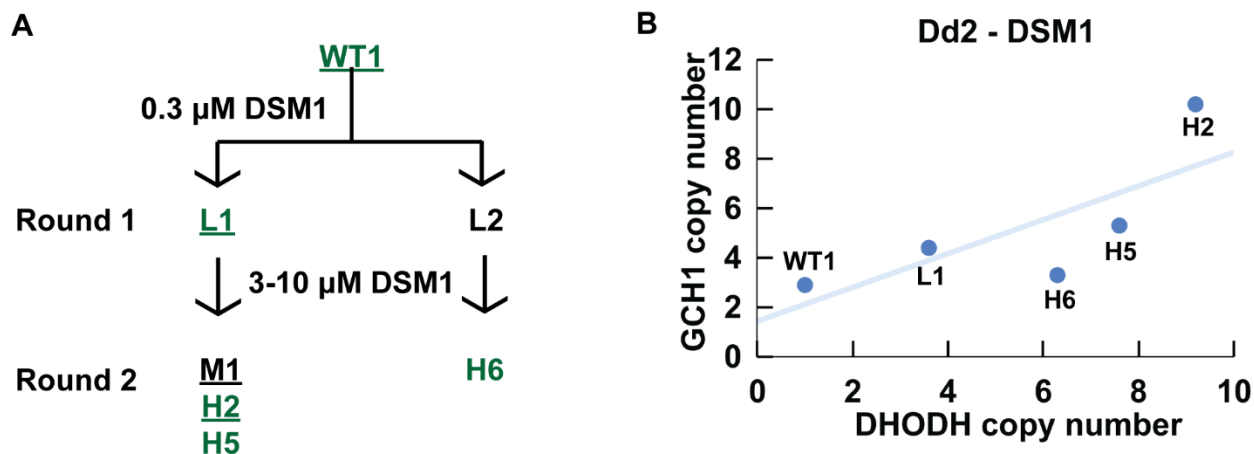 A
WT1
0.3 µM DSM1
Round 1
L1
L2
3-10 µM DSM1
Round 2
M1
H2
H5
H6
B
Dd2 - DSM1
GCH1 copy number
12
10
8
6
4
2
0
WT1
L1
H6
H5
H2
0 2 4 6 8 10
DHODH copy number